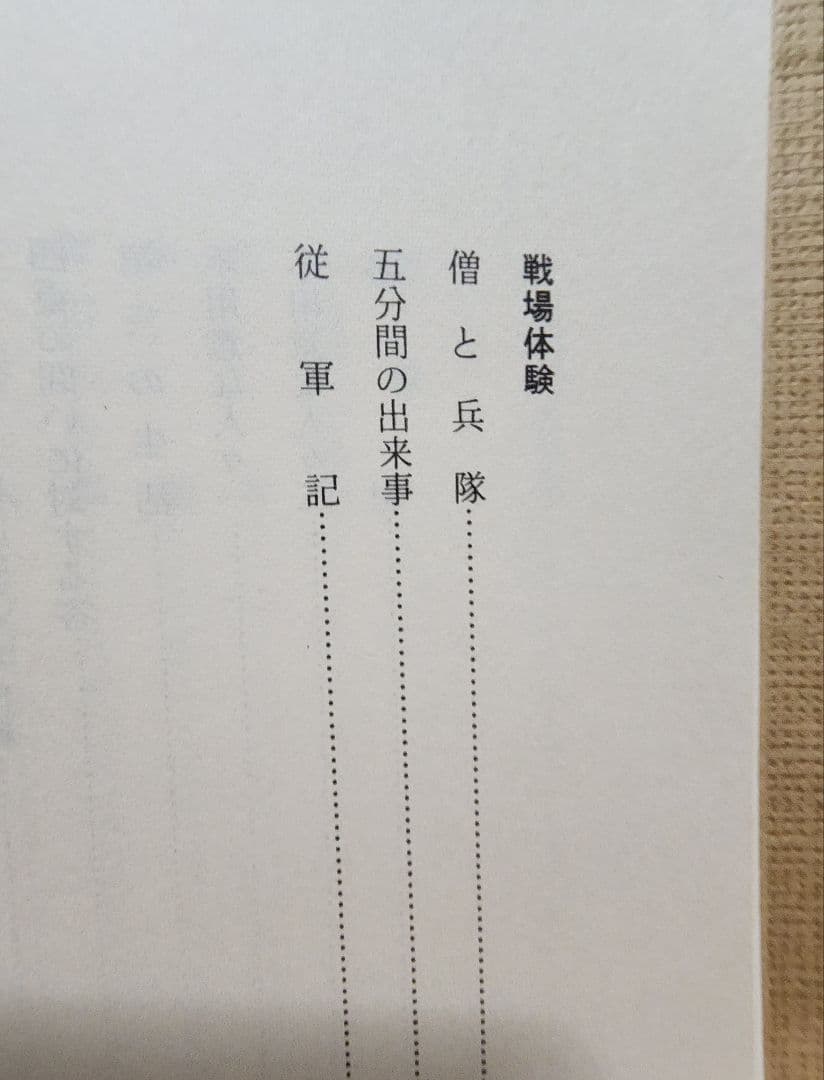 戦場体験
僧と兵隊
五分間の出来事
従軍記